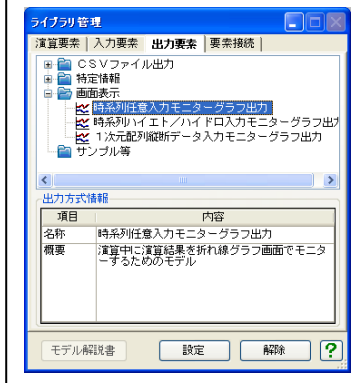 ライブラリ管理
演算要素 入力要素 出力要素 要素接続
CSVファイル出力
特定情報
画面表示
時系列任意入力モニターグラフ出力
時系列ハイエト/ハイドロ入力モニターグラフ出力
1次元配列縦断データ入力モニターグラフ出力
サンプル等
出力方式情報
項目 内容
名称 時系列任意入力モニターグラフ出力
概要 演算中に演算結果を折れ線グラフ画面でモニタ
ーするためのモデル
モデル解説書 設定 解除 ?